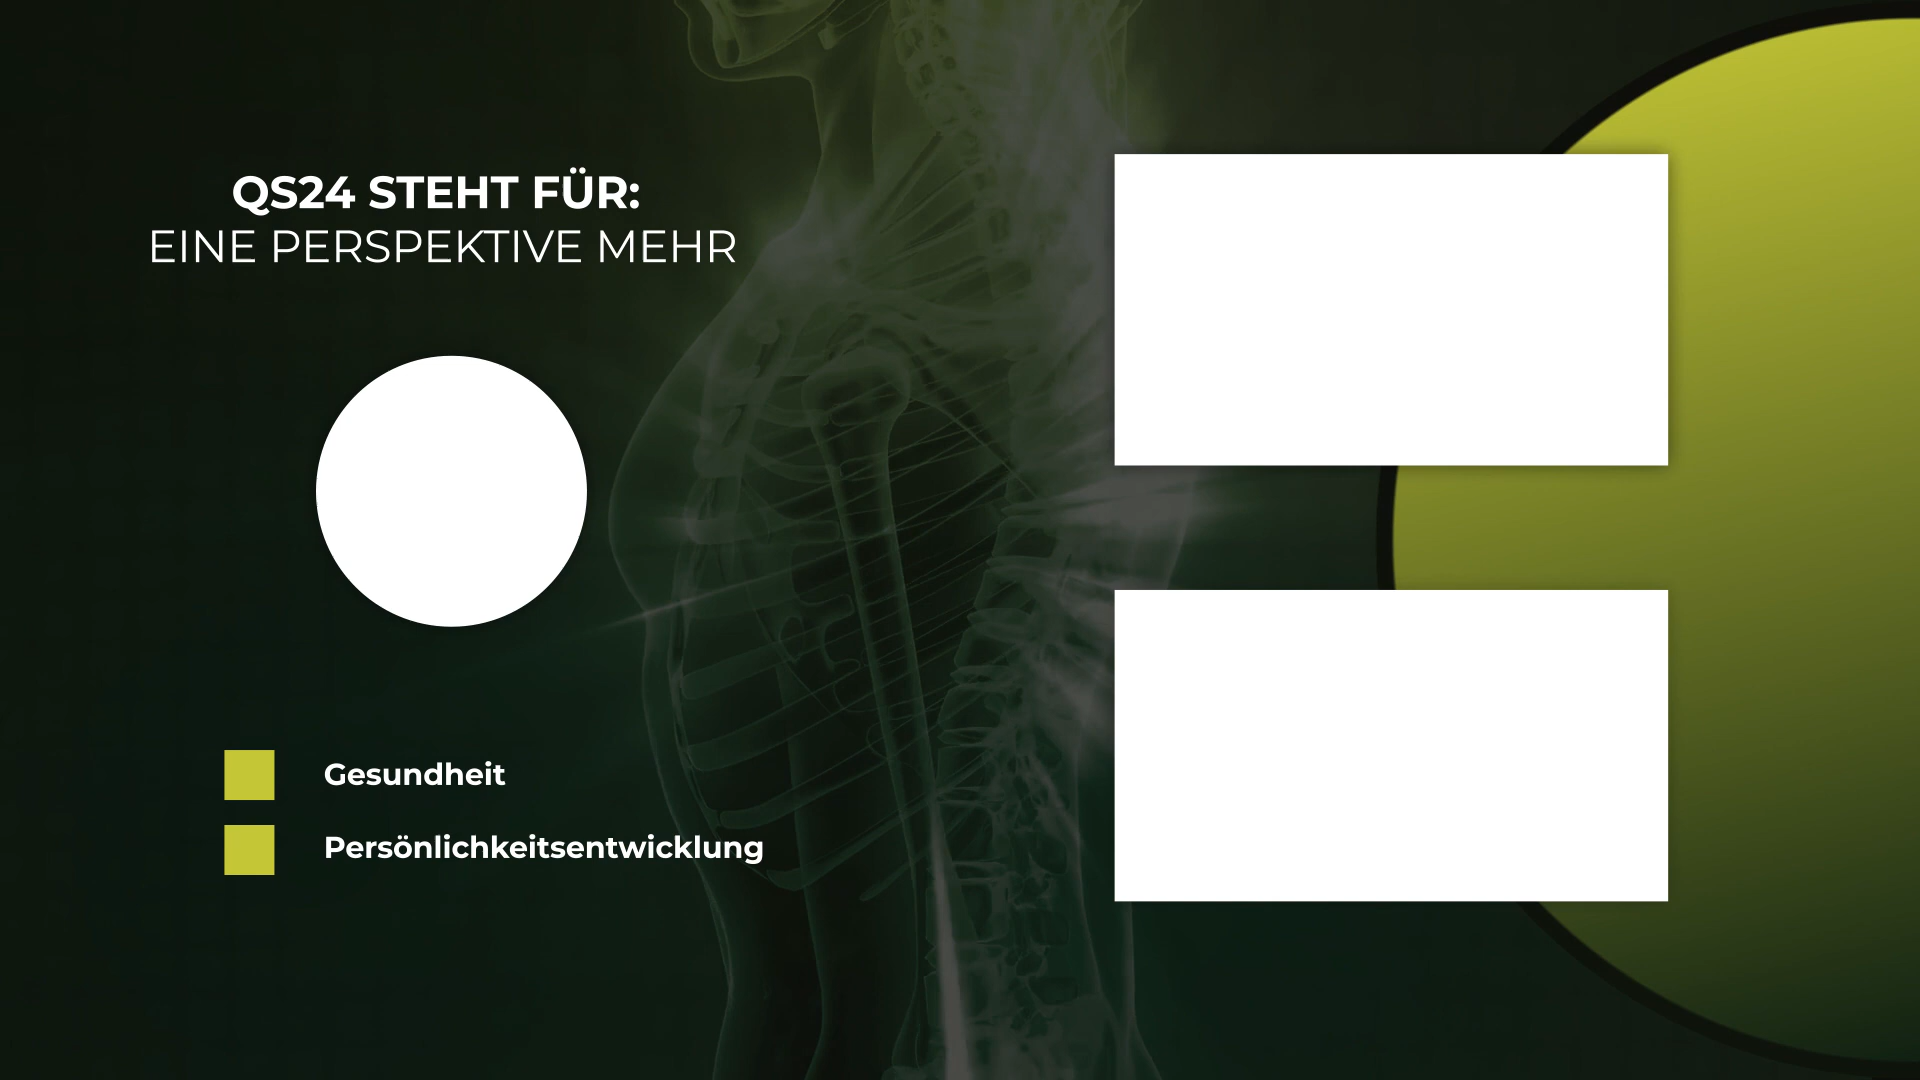 QS24 STEHT FÜR:
EINE PERSPEKTIVE MEHR
Gesundheit
Persönlichkeitsentwicklung